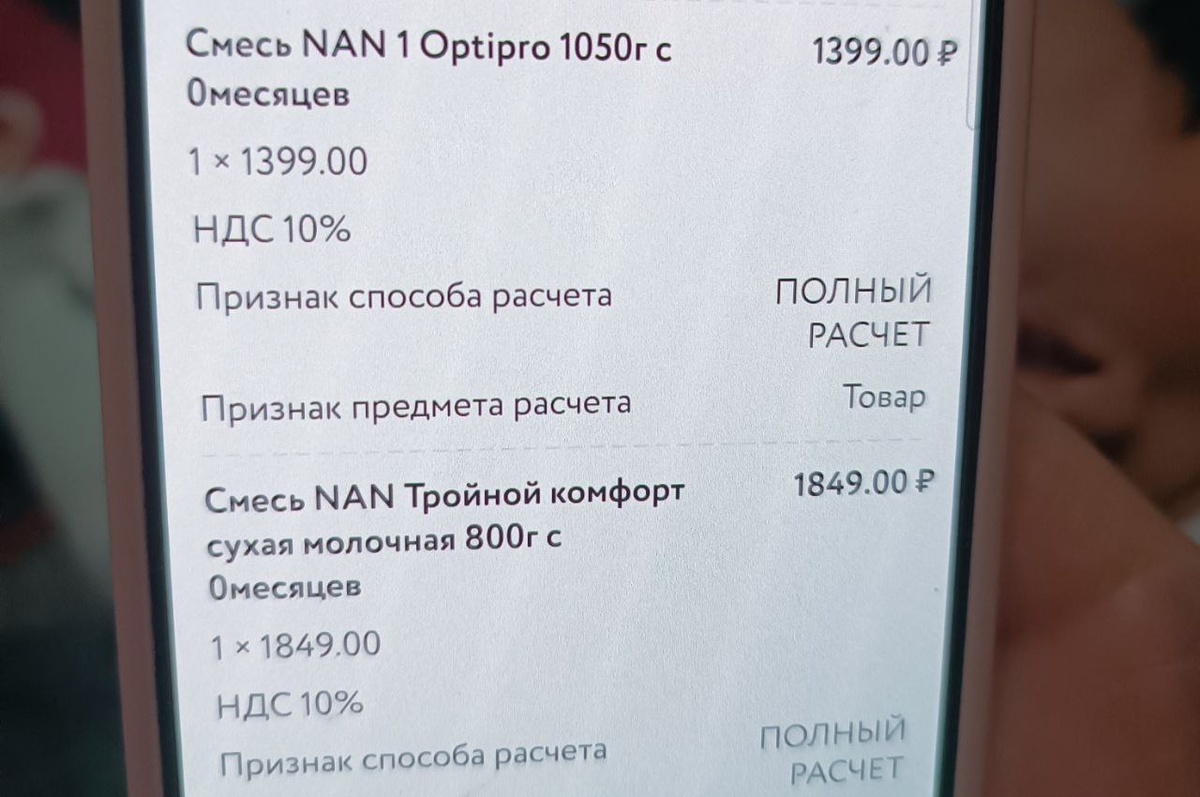 Смесь NAN 1 Optipro 1050г с
0месяцев
1399.00 ₽
1 × 1399.00
НДС 10%
Признак способа расчета
ПОЛНЫЙ
РАСЧЕТ
Признак предмета расчета
Товар
Смесь NAN Тройной комфорт
сухая молочная 800г с
0месяцев
1849.00 ₽
1 × 1849.00
НДС 10%
Признак способа расчета
ПОЛНЫЙ
РАСЧЕТ